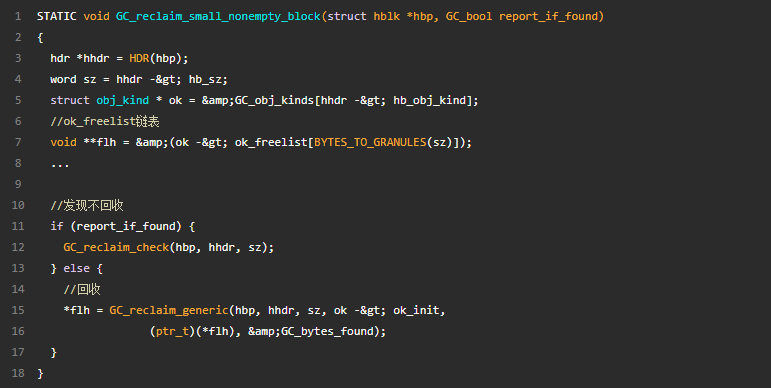 1 STATIC void GC_reclaim_small_nonempty_block(struct hblk *hbp, GC_bool report_if_found)
2 {
3 hdr *hhdr = HDR(hbp);
4 word sz = hhdr -&gt; hb_sz;
5 struct obj_kind * ok = &amp;GC_obj_kinds[hhdr -&gt; hb_obj_kind];
6 //ok_freelist链表
7 void **flh = &amp;(ok -&gt; ok_freelist[BYTES_TO_GRANULES(sz)]);
8 ...
9
10 //发现不回收
11 if (report_if_found) {
12 GC_reclaim_check(hbp, hhdr, sz);
13 } else {
14 //回收
15 *flh = GC_reclaim_generic(hbp, hhdr, sz, ok -&gt; ok_init,
16 (ptr_t)(*flh), &amp;GC_bytes_found);
17 }
18 }